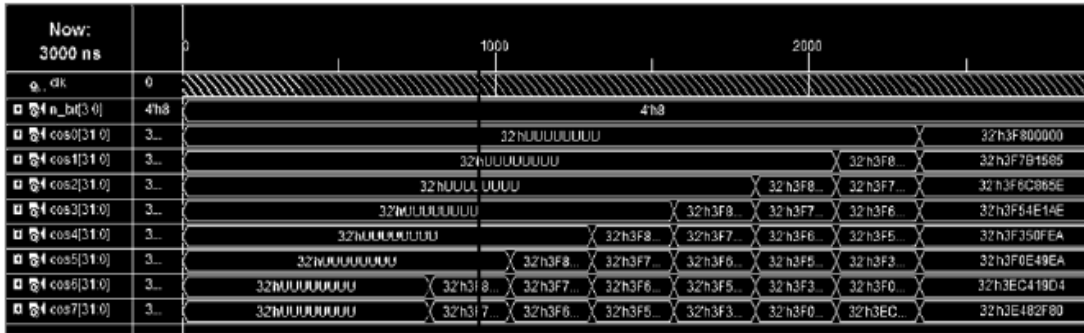 Now:
3000 ns
0 1000 2000
clk 0
n_bit[3:0] 4'h8 4'h8
cos0[31:0] 3... 32'hUUUUUUUU 32'h3F800000
cos1[31:0] 3... 32'hUUUUUUUU 32'h3F8... 32'h3F7B1585
cos2[31:0] 3... 32'hUUUUUUUU 32'h3F8... 32'h3F7... 32'h3F6C865E
cos3[31:0] 3... 32'hUUUUUUUU 32'h3F8... 32'h3F7... 32'h3F6... 32'h3F54E1AE
cos4[31:0] 3... 32'hUUUUUUUU 32'h3F8... 32'h3F7... 32'h3F6... 32'h3F5... 32'h3F350FEA
cos5[31:0] 3... 32'hUUUUUUUU 32'h3F8... 32'h3F7... 32'h3F6... 32'h3F5... 32'h3F3... 32'h3F0E49EA
cos6[31:0] 3... 32'hUUUUUUUU 32'h3F8... 32'h3F7... 32'h3F6... 32'h3F5... 32'h3F3... 32'h3F0... 32'h3EC419D4
cos7[31:0] 3... 32'hUUUUUUUU 32'h3F7... 32'h3F6... 32'h3F5... 32'h3F3... 32'h3F0... 32'h3EC... 32'h3E482F80